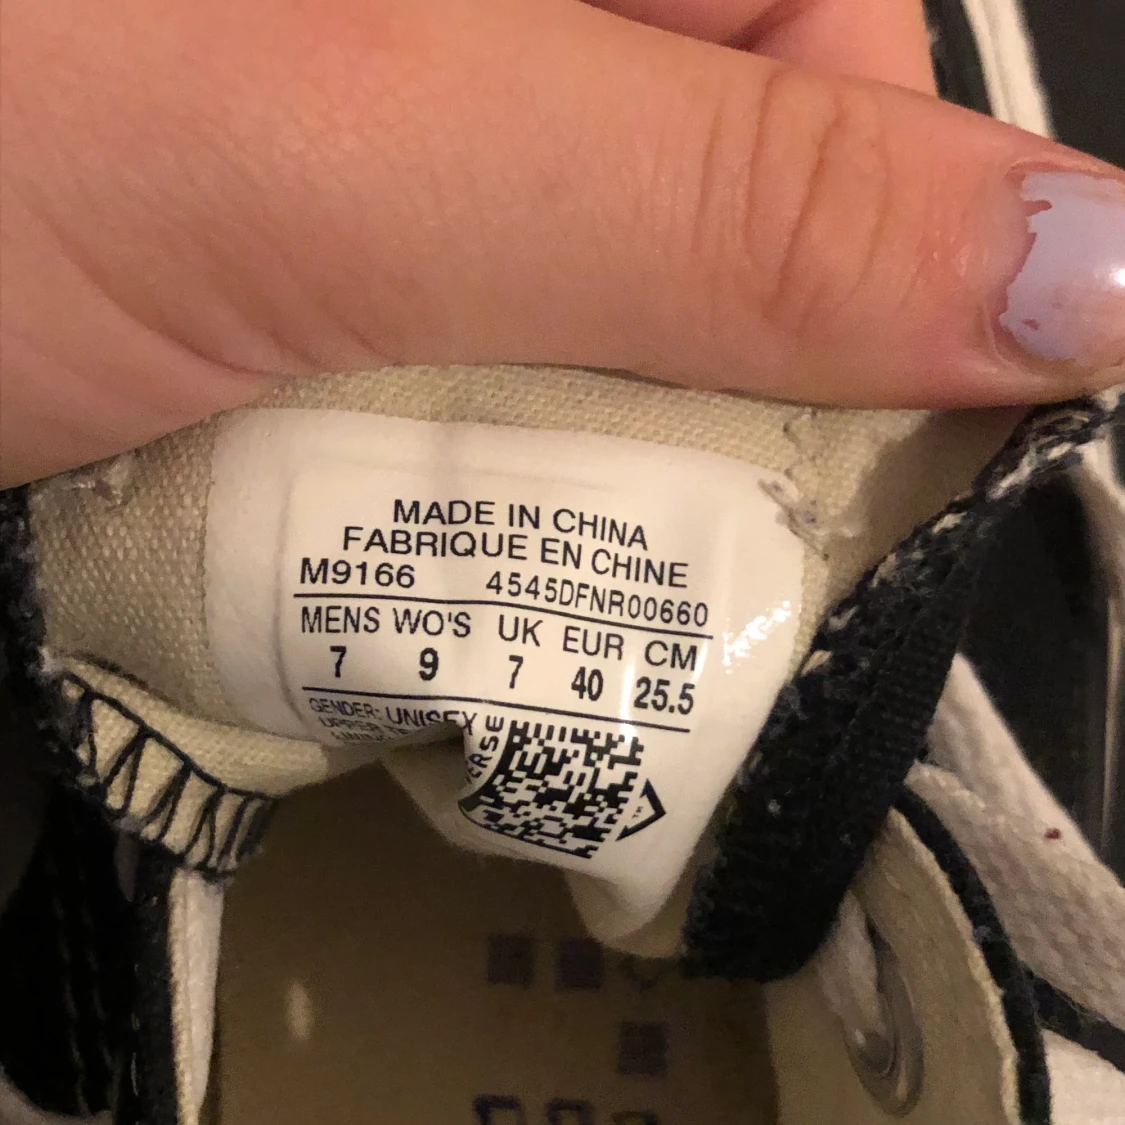 MADE IN CHINA
FABRIQUE EN CHINE
M9166 4545DFNR00660
MENS WO'S UK EUR CM
7 9 7 40 25.5
GENDER: UNISEX
UPPER